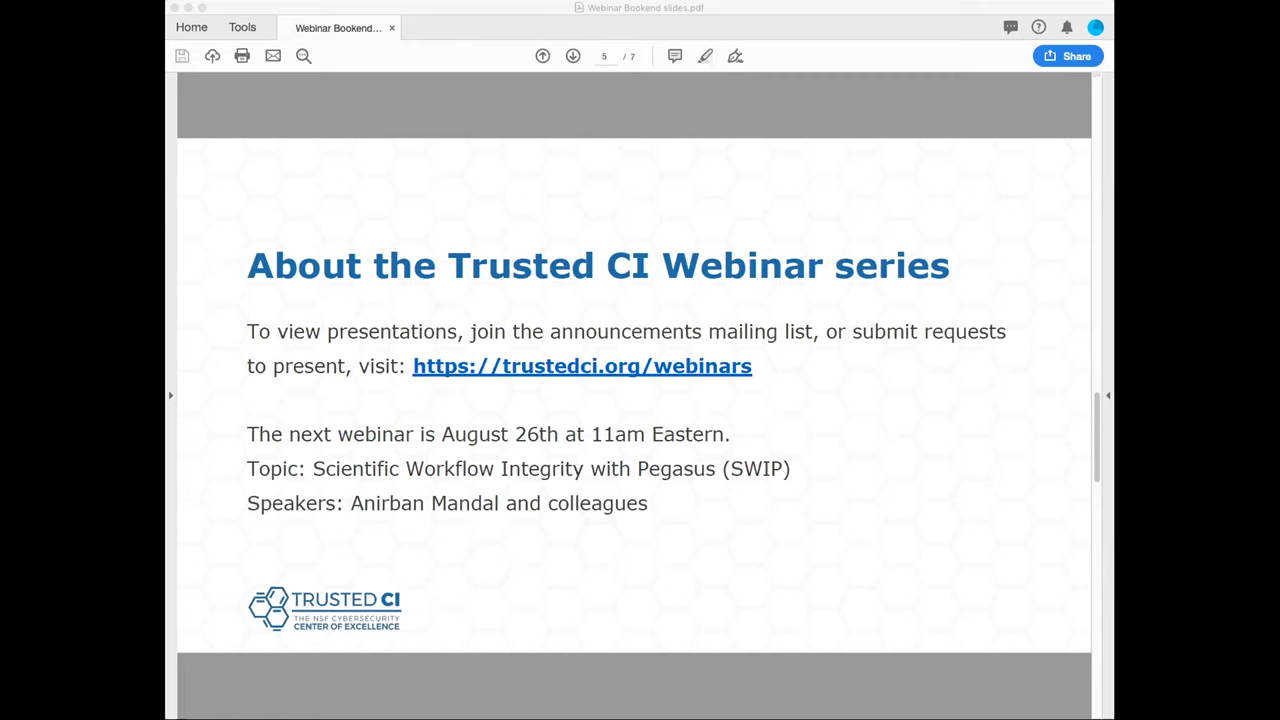 Webinar Bookend slides.pdf
Home Tools Webinar Bookend... ×
5 / 7 Share
About the Trusted CI Webinar series
To view presentations, join the announcements mailing list, or submit requests
to present, visit: https://trustedci.org/webinars
The next webinar is August 26th at 11am Eastern.
Topic: Scientific Workflow Integrity with Pegasus (SWIP)
Speakers: Anirban Mandal and colleagues
TRUSTED CI
THE NSF CYBERSECURITY
CENTER OF EXCELLENCE